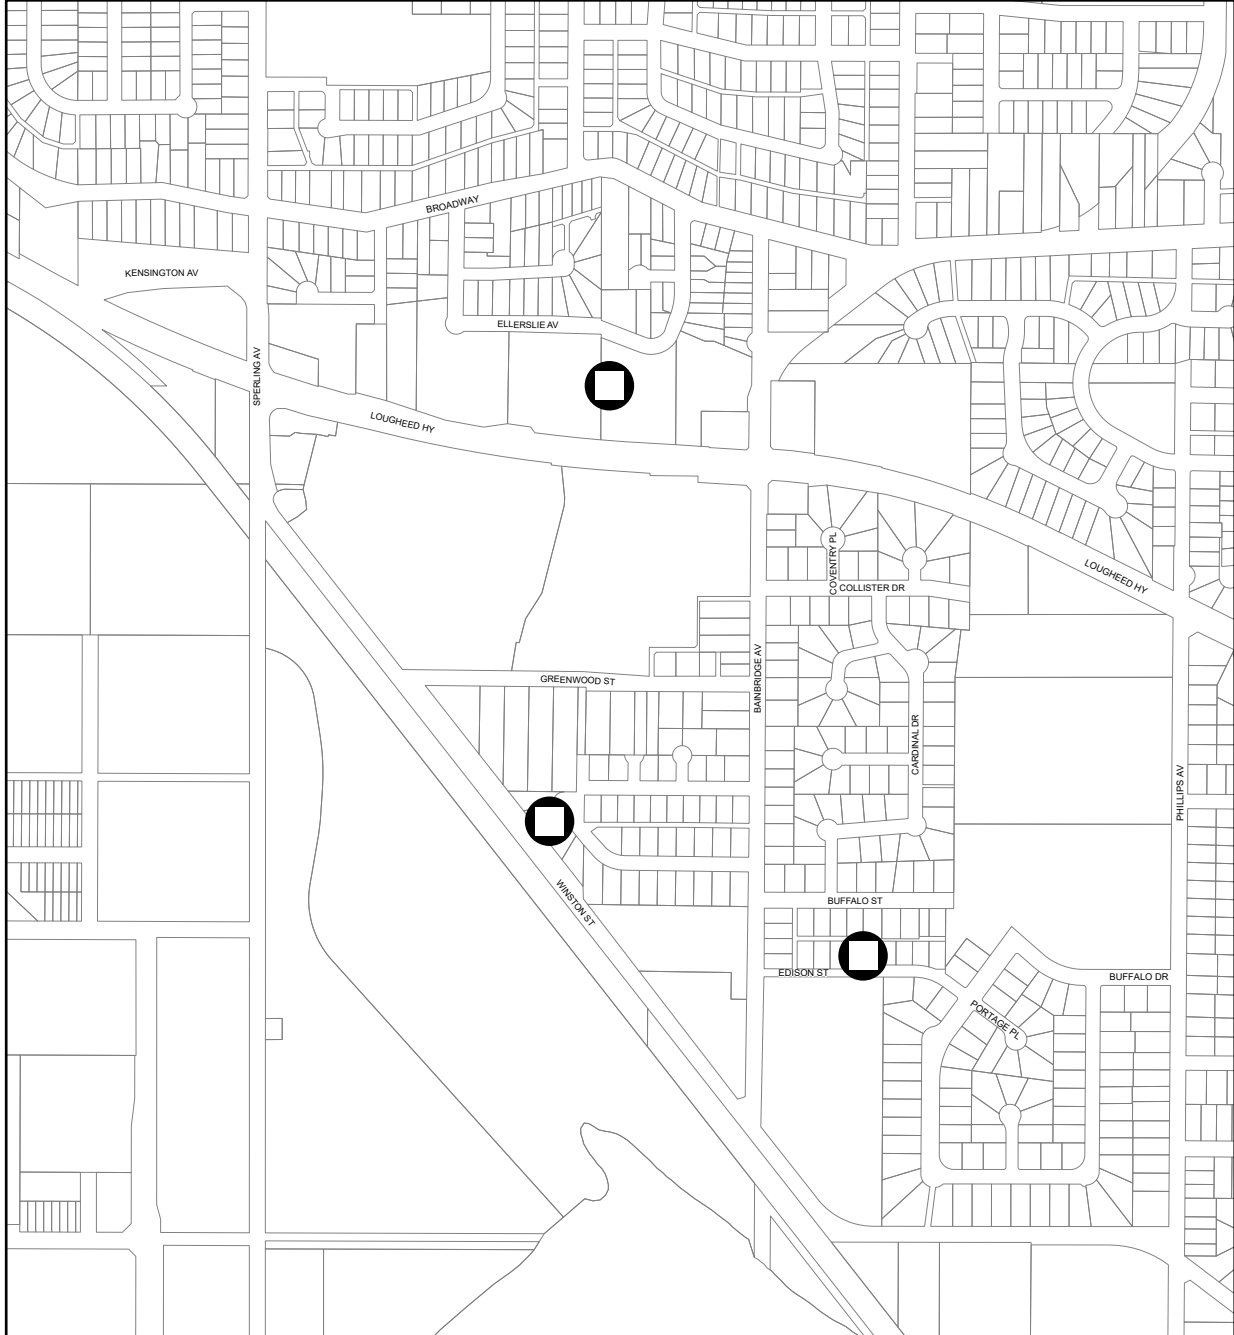 BROADWAY
KENSINGTON AV
ELLERSLIE AV
SPERLING AV
LOUGHEED HY
COVENTRY PL
LOUGHEED HY
COLLISTER DR
BAINBRIDGE AV
GREENWOOD ST
CARDINAL DR
PHILLIPS AV
WINSTON ST
BUFFALO ST
EDISON ST
BUFFALO DR
PORTAGE PL